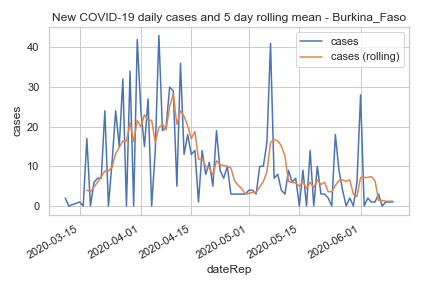 New COVID-19 daily cases and 5 day rolling mean - Burkina_Faso
cases
cases (rolling)
40
30
20
10
0
cases
2020-03-15
2020-04-01
2020-04-15
2020-05-01
2020-05-15
2020-06-01
dateRep